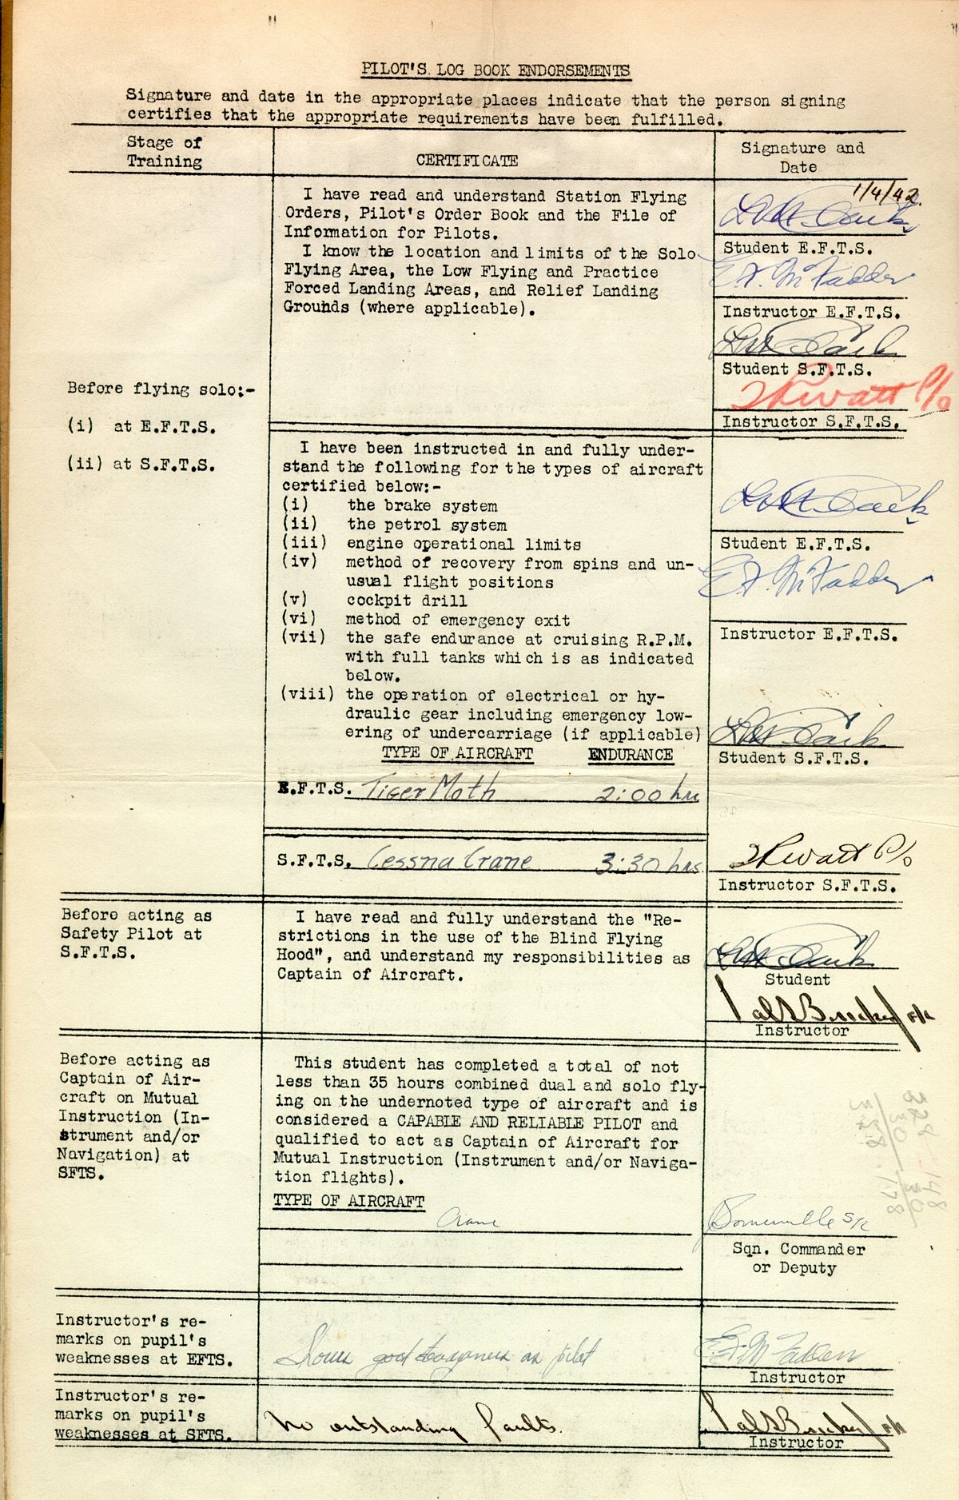 PILOT'S LOG BOOK ENDORSEMENTS
Signature and date in the appropriate places indicate that the person signing
certifies that the appropriate requirements have been fulfilled.
Stage of
Training
CERTIFICATE
Signature and
Date
I have read and understand Station Flying
Orders, Pilot's Order Book and the File of
Information for Pilots.
I know the location and limits of the Solo
Flying Area, the Low Flying and Practice
Forced Landing Areas, and Relief Landing
Grounds (where applicable).
1/4/42.
Student E.F.T.S.
Instructor E.F.T.S.
Student S.F.T.S.
P/O
Instructor S.F.T.S.
Before flying solo:-
(i) at E.F.T.S.
(ii) at S.F.T.S.
I have been instructed in and fully under-
stand the following for the types of aircraft
certified below:-
(i) the brake system
(ii) the petrol system
(iii) engine operational limits
(iv) method of recovery from spins and un-
usual flight positions
(v) cockpit drill
(vi) method of emergency exit
(vii) the safe endurance at cruising R.P.M.
with full tanks which is as indicated
below.
(viii) the operation of electrical or hy-
draulic gear including emergency low-
ering of undercarriage (if applicable)
TYPE OF AIRCRAFT ENDURANCE
E.F.T.S. Tiger Moth 2:00 hrs
S.F.T.S. Cessna Crane 3:30 hrs
Student E.F.T.S.
Instructor E.F.T.S.
Student S.F.T.S.
P/O
Instructor S.F.T.S.
Before acting as
Safety Pilot at
S.F.T.S.
I have read and fully understand the "Re-
strictions in the use of the Blind Flying
Hood", and understand my responsibilities as
Captain of Aircraft.
Student
Instructor
Before acting as
Captain of Air-
craft on Mutual
Instruction (In-
strument and/or
Navigation) at
SFTS.
This student has completed a total of not
less than 35 hours combined dual and solo fly-
ing on the undernoted type of aircraft and is
considered a CAPABLE AND RELIABLE PILOT and
qualified to act as Captain of Aircraft for
Mutual Instruction (Instrument and/or Naviga-
tion flights).
TYPE OF AIRCRAFT
Crane
Sqn. Commander
or Deputy
Instructor's re-
marks on pupil's
weaknesses at EFTS.
Shows good as pilot
Instructor
Instructor's re-
marks on pupil's
weaknesses at SFTS.
No outstanding faults.
Instructor